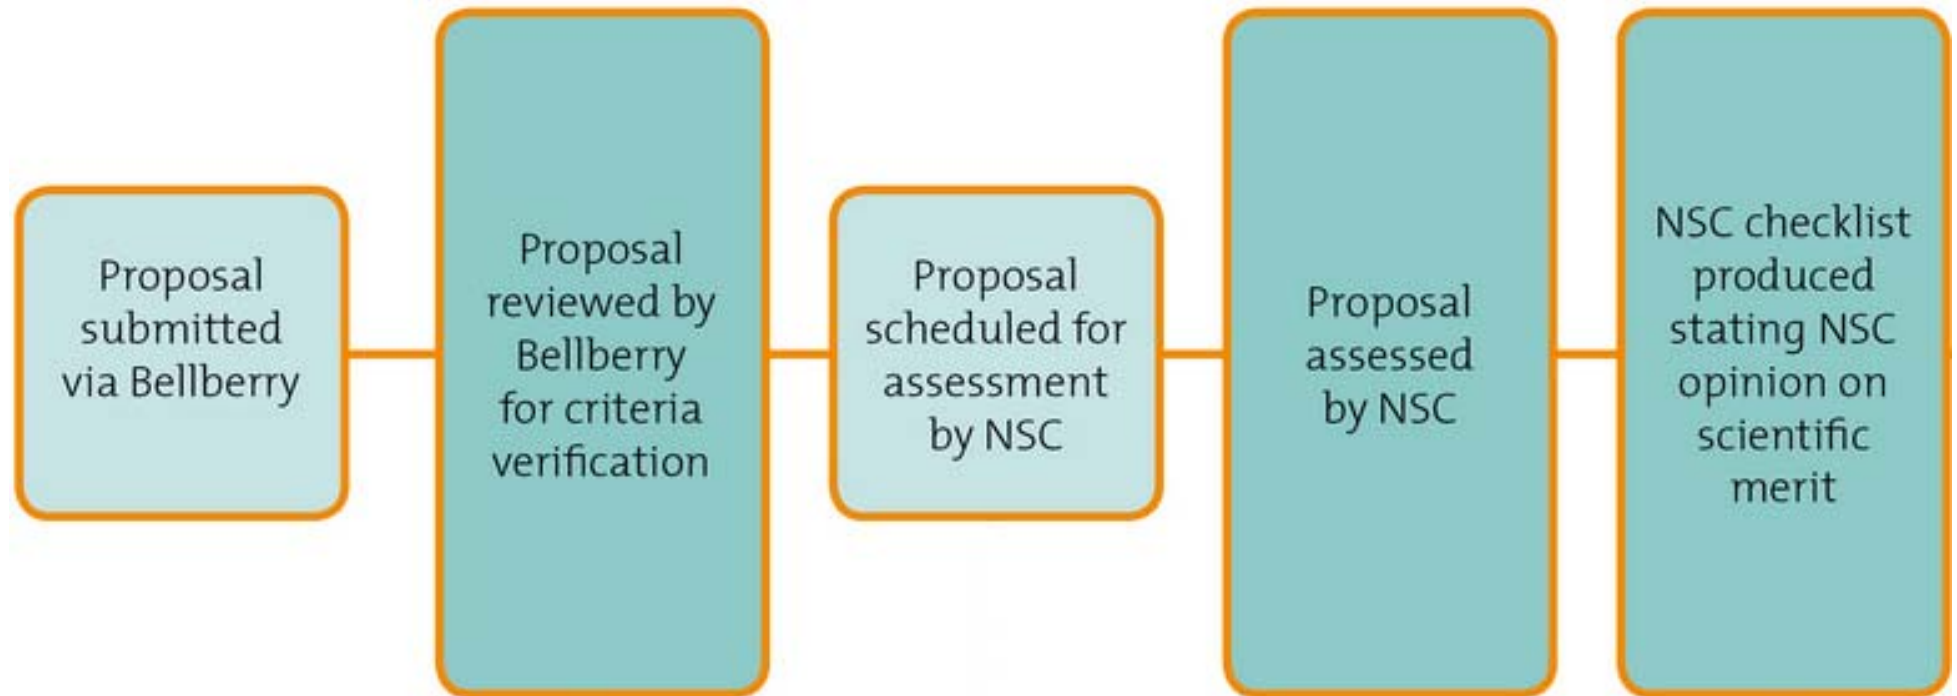 Proposal
submitted
via Bellberry
Proposal
reviewed by
Bellberry
for criteria
verification
Proposal
scheduled for
assessment
by NSC
Proposal
assessed
by NSC
NSC checklist
produced
stating NSC
opinion on
scientific
merit